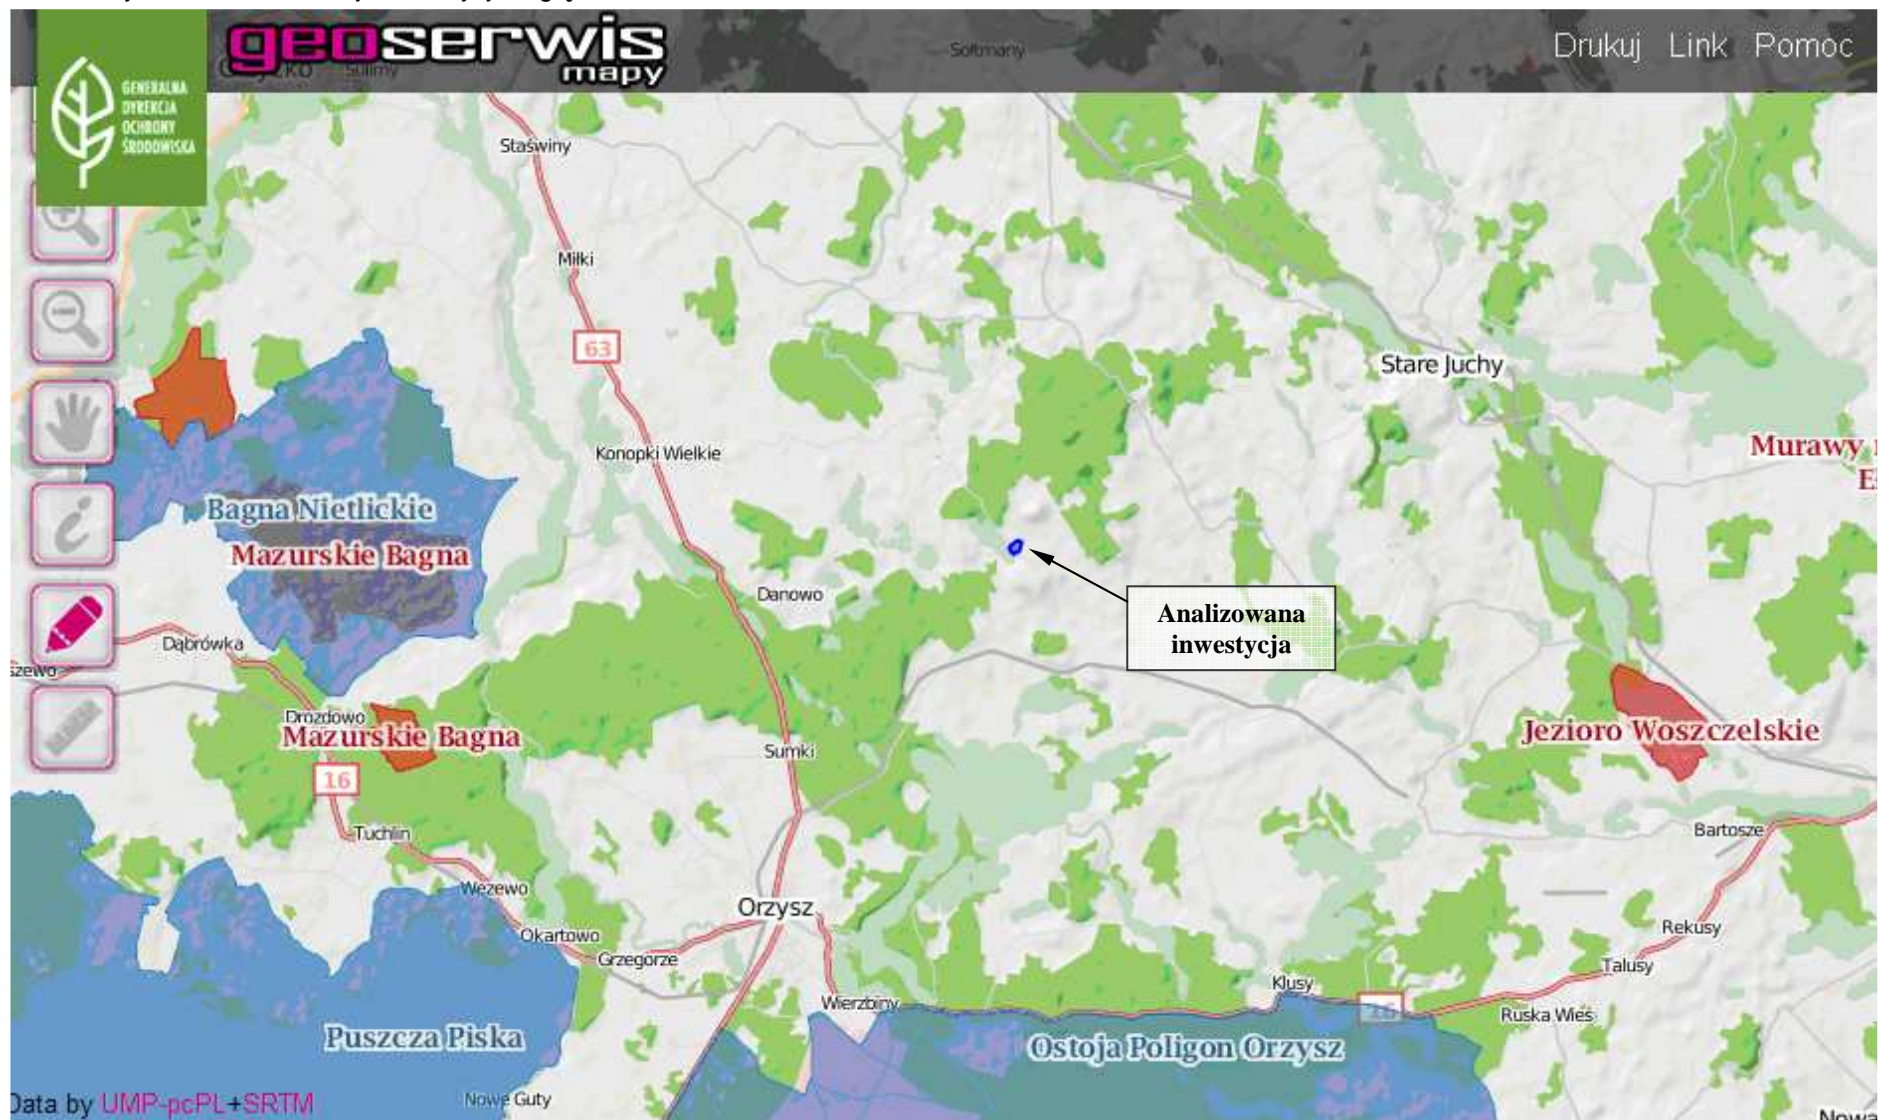 geoserwis
mapy
Sołtmany
Drukuj Link Pomoc
GENERALNA
DYREKCJA
OCHRONY
ŚRODOWISKA
Staświny
Miłki
63
Stare Juchy
Konopki Wielkie
Murawy
Bagna Nietlickie
Mazurskie Bagna
Danowo
Analizowana
inwestycja
Dąbrówka
szewo
Drozdowo
Mazurskie Bagna
Jezioro Woszczelskie
Sumki
16
Tuchlin
Bartosze
Wężewo
Orzysz
Okartowo
Grzegorze
Rekusy
Talusy
Klusy
Wierzbiny
16
Ruska Wieś
Puszcza Piska
Ostoja Poligon Orzysz
Nowe Guty
Data by UMP-pcPL+SRTM
Nowa